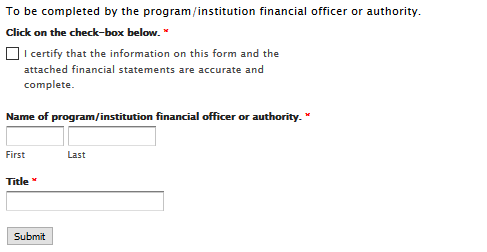 To be completed by the program/institution financial officer or authority.
Click on the check-box below. *
I certify that the information on this form and the
attached financial statements are accurate and
complete.
Name of program/institution financial officer or authority. *
First Last
Title *
Submit